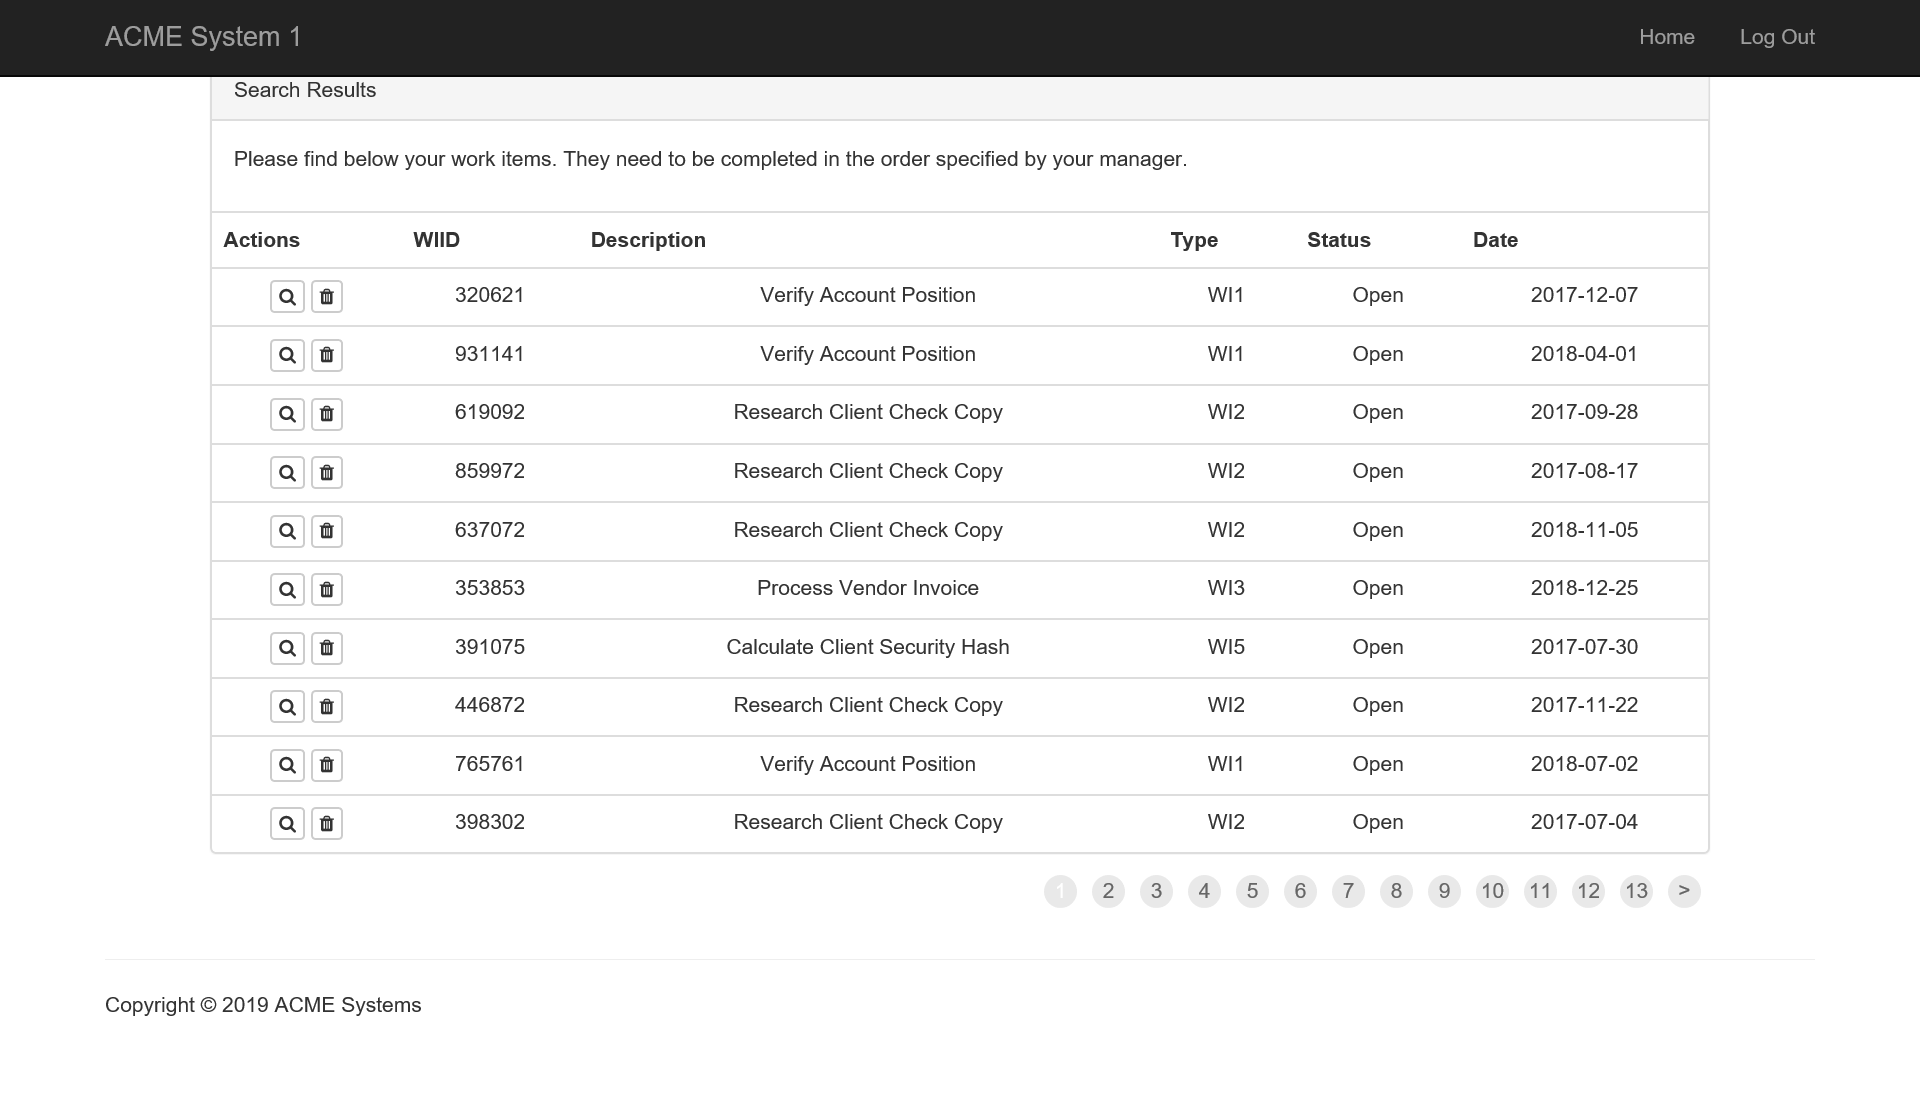 ACME System 1 Home Log Out
Search Results
Please find below your work items. They need to be completed in the order specified by your manager.
Actions WIID Description Type Status Date
320621 Verify Account Position WI1 Open 2017-12-07
931141 Verify Account Position WI1 Open 2018-04-01
619092 Research Client Check Copy WI2 Open 2017-09-28
859972 Research Client Check Copy WI2 Open 2017-08-17
637072 Research Client Check Copy WI2 Open 2018-11-05
353853 Process Vendor Invoice WI3 Open 2018-12-25
391075 Calculate Client Security Hash WI5 Open 2017-07-30
446872 Research Client Check Copy WI2 Open 2017-11-22
765761 Verify Account Position WI1 Open 2018-07-02
398302 Research Client Check Copy WI2 Open 2017-07-04
1 2 3 4 5 6 7 8 9 10 11 12 13 >
Copyright © 2019 ACME Systems